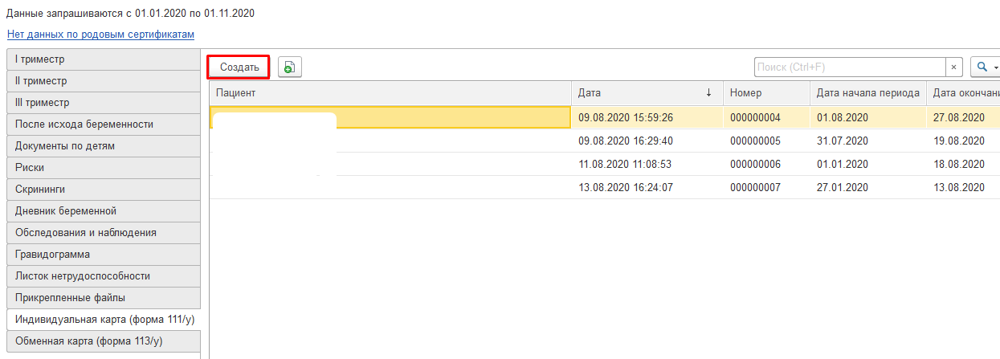 Данные запрашиваются с 01.01.2020 по 01.11.2020
Нет данных по родовым сертификатам
I триместр
II триместр
III триместр
После исхода беременности
Документы по детям
Риски
Скрининги
Дневник беременной
Обследования и наблюдения
Гравидограмма
Листок нетрудоспособности
Прикрепленные файлы
Индивидуальная карта (форма 111/у)
Обменная карта (форма 113/у)
Создать Поиск (Ctrl+F) ×
Пациент Дата ↓ Номер Дата начала периода Дата окончани
09.08.2020 15:59:26 000000004 01.08.2020 27.08.2020
09.08.2020 16:29:40 000000005 31.07.2020 19.08.2020
11.08.2020 11:08:53 000000006 01.01.2020 18.08.2020
13.08.2020 16:24:07 000000007 27.01.2020 13.08.2020